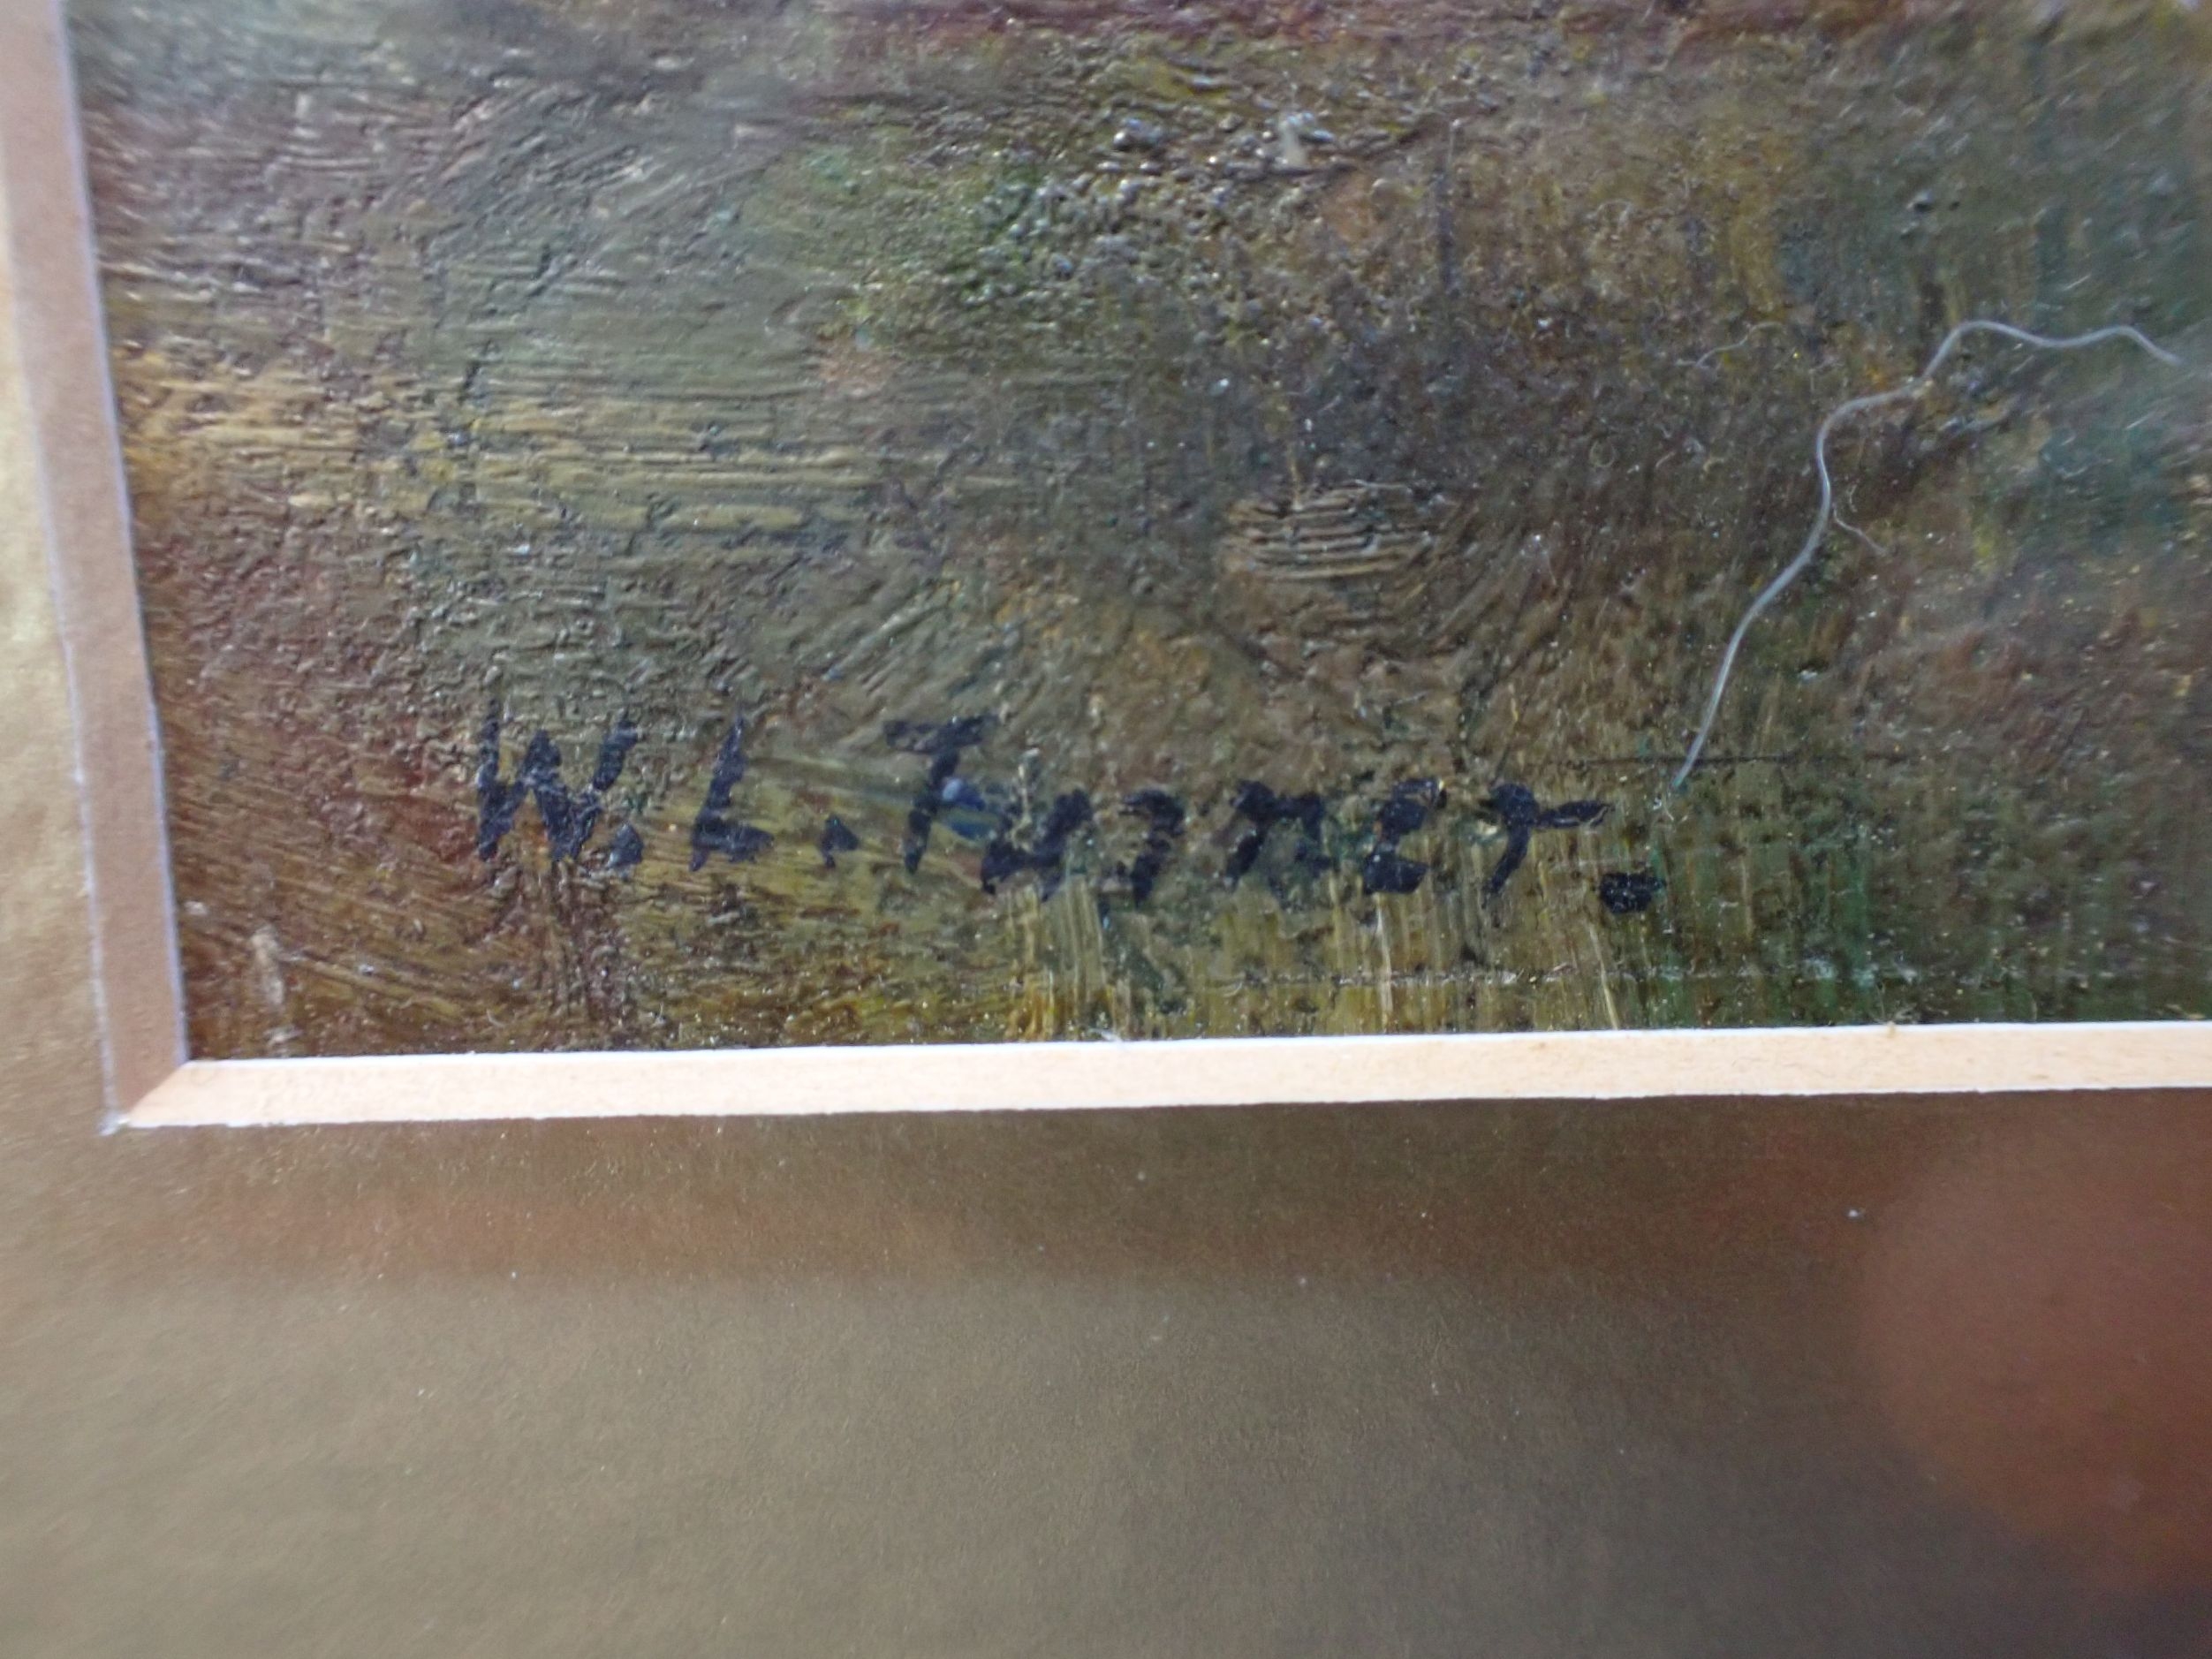 W. L. Turner.